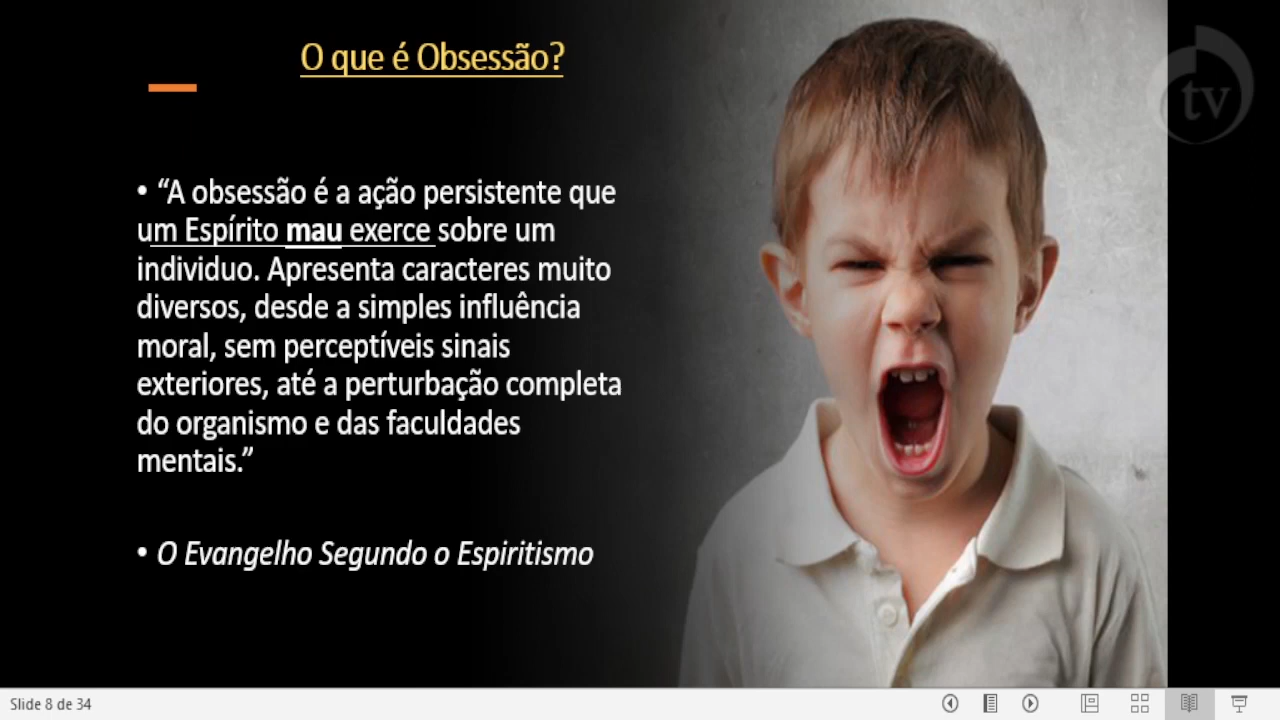 O que é Obsessão?
• “A obsessão é a ação persistente que
um Espírito mau exerce sobre um
individuo. Apresenta caracteres muito
diversos, desde a simples influência
moral, sem perceptíveis sinais
exteriores, até a perturbação completa
do organismo e das faculdades
mentais.”
• O Evangelho Segundo o Espiritismo
tv
Slide 8 de 34